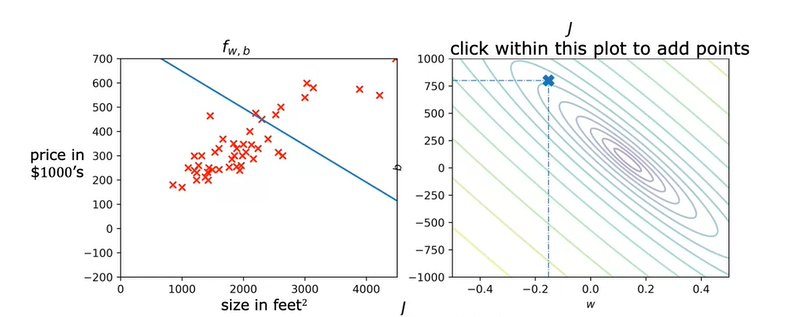 f_{w, b}
700
600
500
400
300
200
100
0
−100
−200
price in
$1000's
0 1000 2000 3000 4000
size in feet²
J
J
click within this plot to add points
1000
750
500
250
0
−250
−500
−750
−1000
b
−0.4 −0.2 0.0 0.2 0.4
w